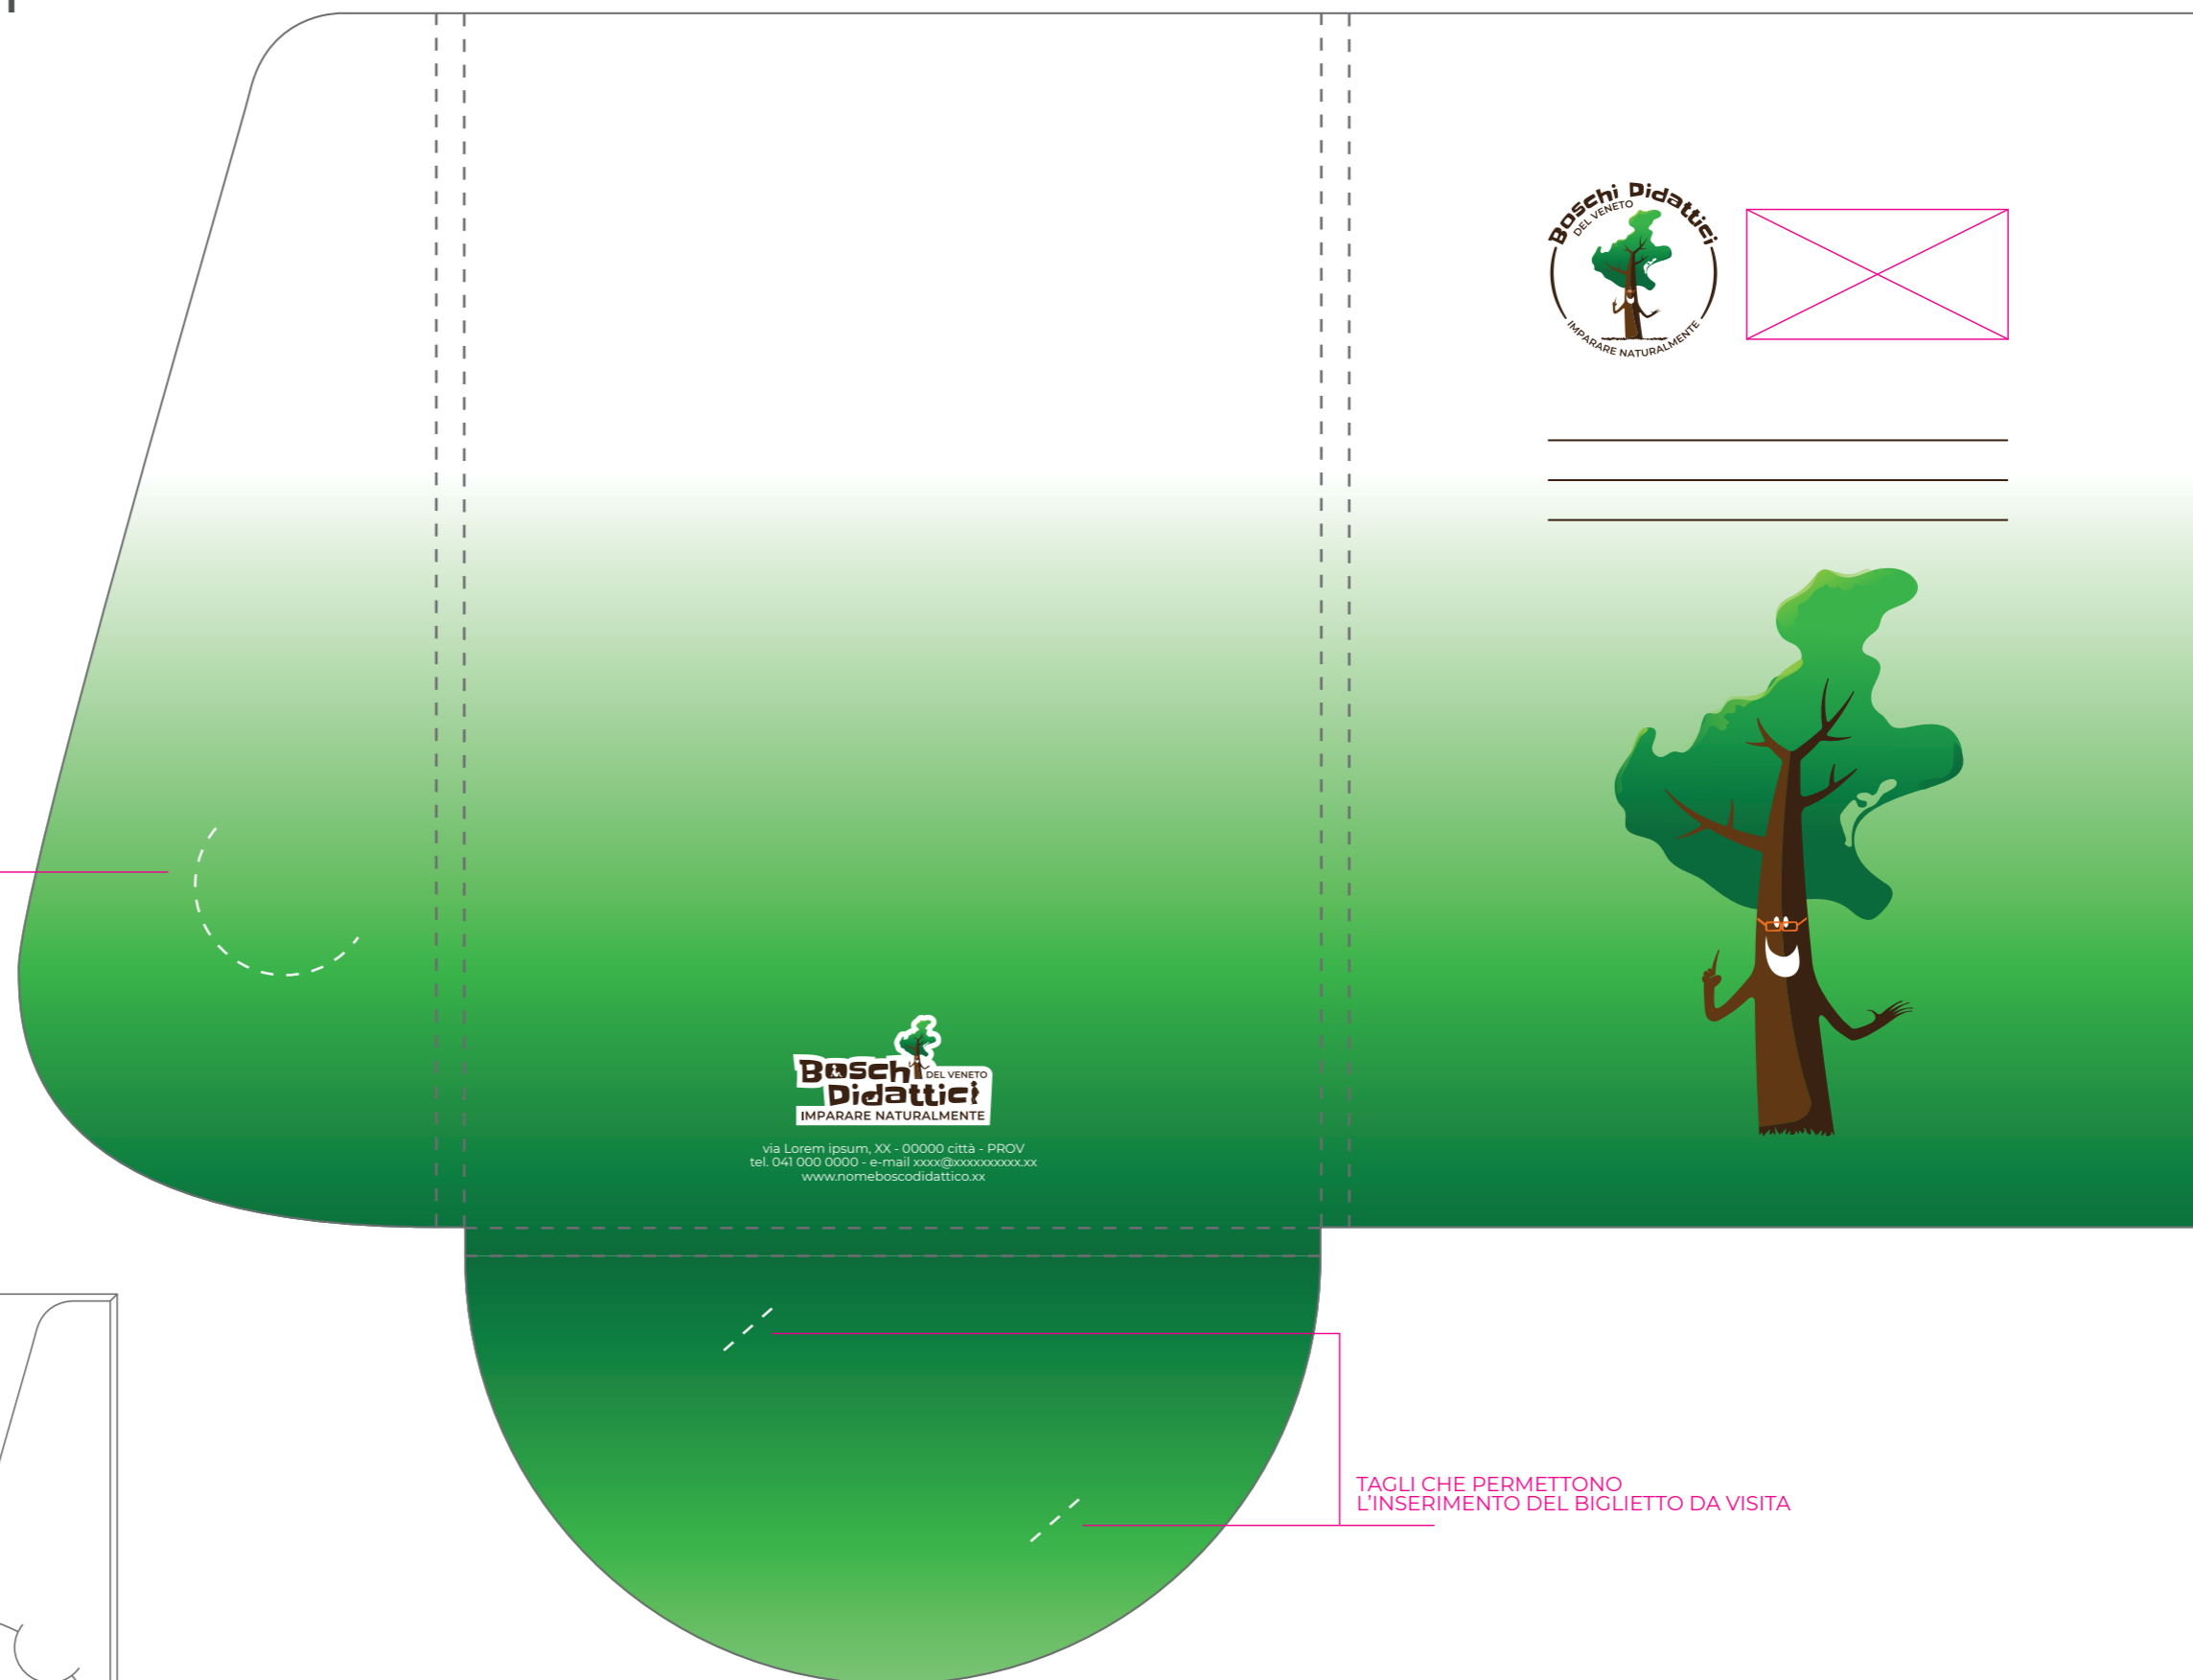 Boschi Didattici
DEL VENETO
IMPARARE NATURALMENTE
Boschi
DEL VENETO
Didattici
IMPARARE NATURALMENTE
via Lorem ipsum, XX - 00000 città - PROV
tel. 041 000 0000 - e-mail xxxx@xxxxxxxxxx.xx
www.nomeboscodidattico.xx
TAGLI CHE PERMETTONO
L'INSERIMENTO DEL BIGLIETTO DA VISITA